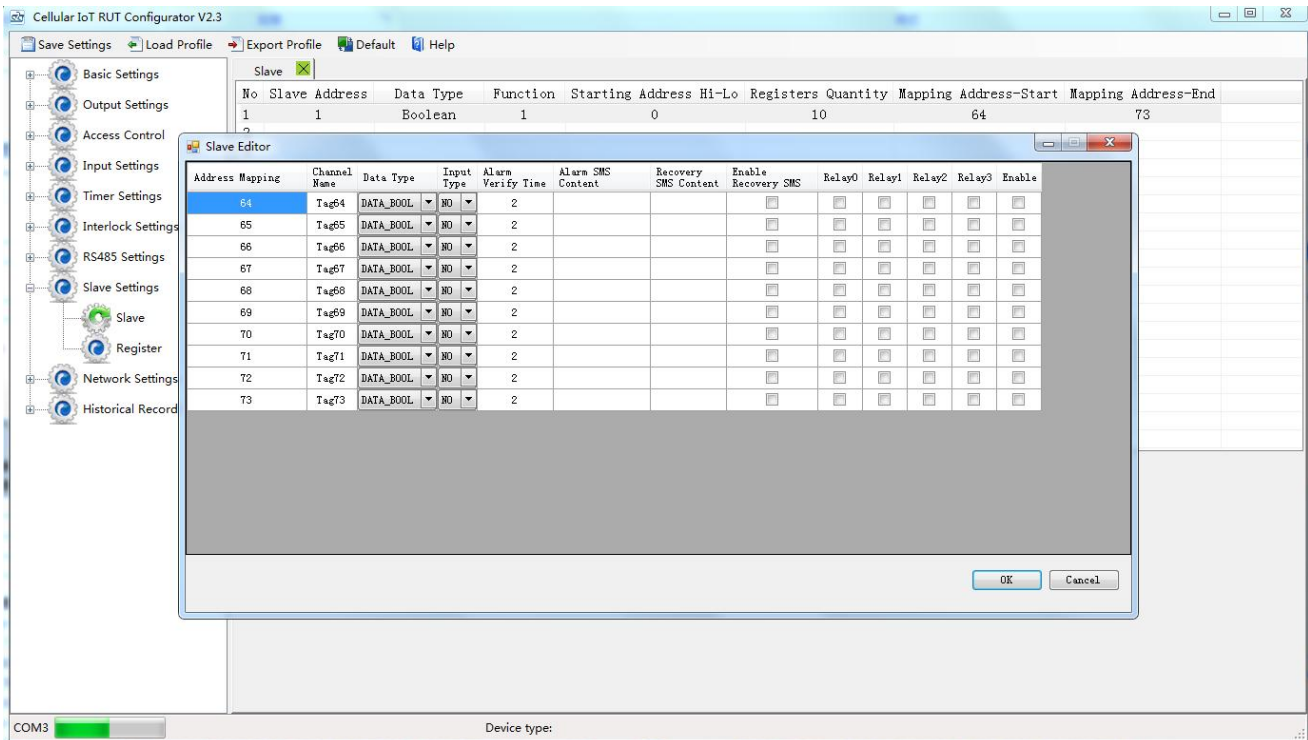 Cellular IoT RUT Configurator V2.3
Save Settings Load Profile Export Profile Default Help
Basic Settings
Output Settings
Access Control
Input Settings
Timer Settings
Interlock Settings
RS485 Settings
Slave Settings
Slave
Register
Network Settings
Historical Record
Slave
No Slave Address Data Type Function Starting Address Hi-Lo Registers Quantity Mapping Address-Start Mapping Address-End
1 1 Boolean 1 0 10 64 73
Slave Editor
Address Mapping Channel Name Data Type Input Type Alarm Verify Time Alarm SMS Content Recovery SMS Content Enable Recovery SMS Relay0 Relay1 Relay2 Relay3 Enable
64 Tag64 DATA_BOOL NO 2
65 Tag65 DATA_BOOL NO 2
66 Tag66 DATA_BOOL NO 2
67 Tag67 DATA_BOOL NO 2
68 Tag68 DATA_BOOL NO 2
69 Tag69 DATA_BOOL NO 2
70 Tag70 DATA_BOOL NO 2
71 Tag71 DATA_BOOL NO 2
72 Tag72 DATA_BOOL NO 2
73 Tag73 DATA_BOOL NO 2
OK Cancel
COM3 Device type: